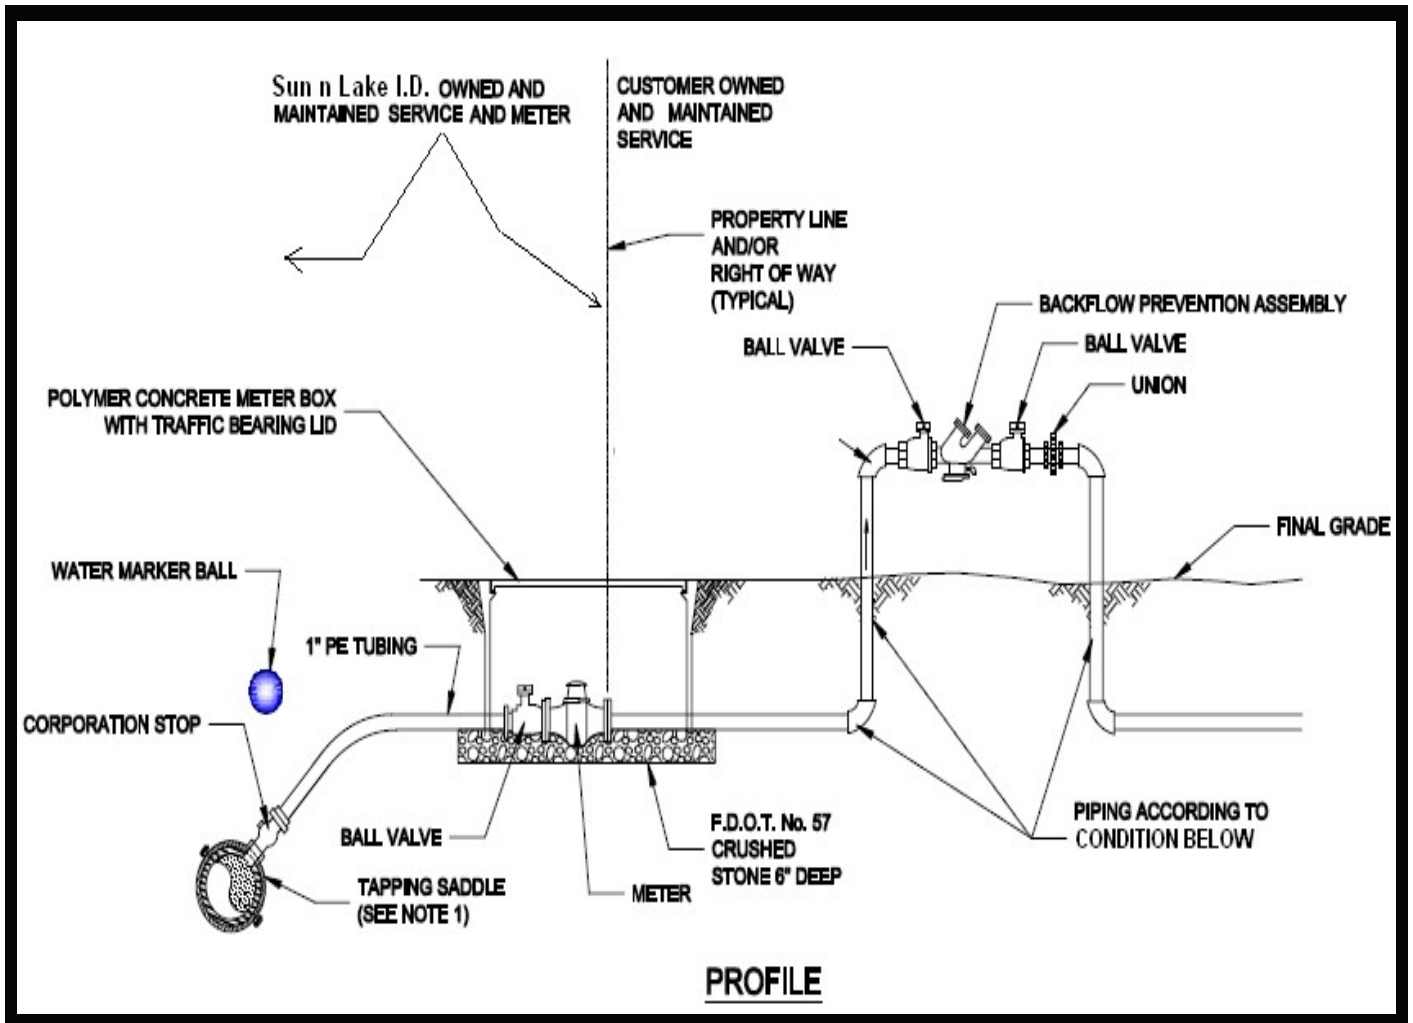 Sun n Lake I.D. OWNED AND
MAINTAINED SERVICE AND METER
CUSTOMER OWNED
AND MAINTAINED
SERVICE
PROPERTY LINE
AND/OR
RIGHT OF WAY
(TYPICAL)
BACKFLOW PREVENTION ASSEMBLY
BALL VALVE
BALL VALVE
UNION
POLYMER CONCRETE METER BOX
WITH TRAFFIC BEARING LID
FINAL GRADE
WATER MARKER BALL
1" PE TUBING
CORPORATION STOP
BALL VALVE
TAPPING SADDLE
(SEE NOTE 1)
METER
F.D.O.T. No. 57
CRUSHED
STONE 6" DEEP
PIPING ACCORDING TO
CONDITION BELOW
PROFILE